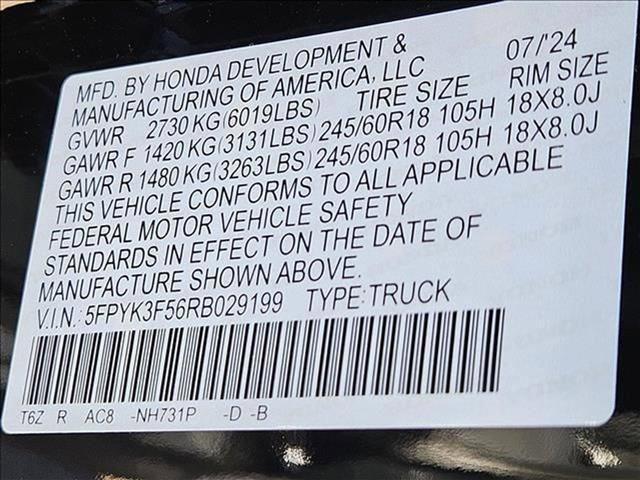 MFD. BY HONDA DEVELOPMENT & 07/'24
MANUFACTURING OF AMERICA, LLC
GVWR 2730 KG(6019LBS) TIRE SIZE RIM SIZE
GAWR F 1420 KG(3131LBS) 245/60R18 105H 18X8.0J
GAWR R 1480 KG(3263LBS) 245/60R18 105H 18X8.0J
THIS VEHICLE CONFORMS TO ALL APPLICABLE
FEDERAL MOTOR VEHICLE SAFETY
STANDARDS IN EFFECT ON THE DATE OF
MANUFACTURE SHOWN ABOVE.
V.I.N.: 5FPYK3F56RB029199 TYPE:TRUCK
T6Z R AC8 -NH731P -D -B